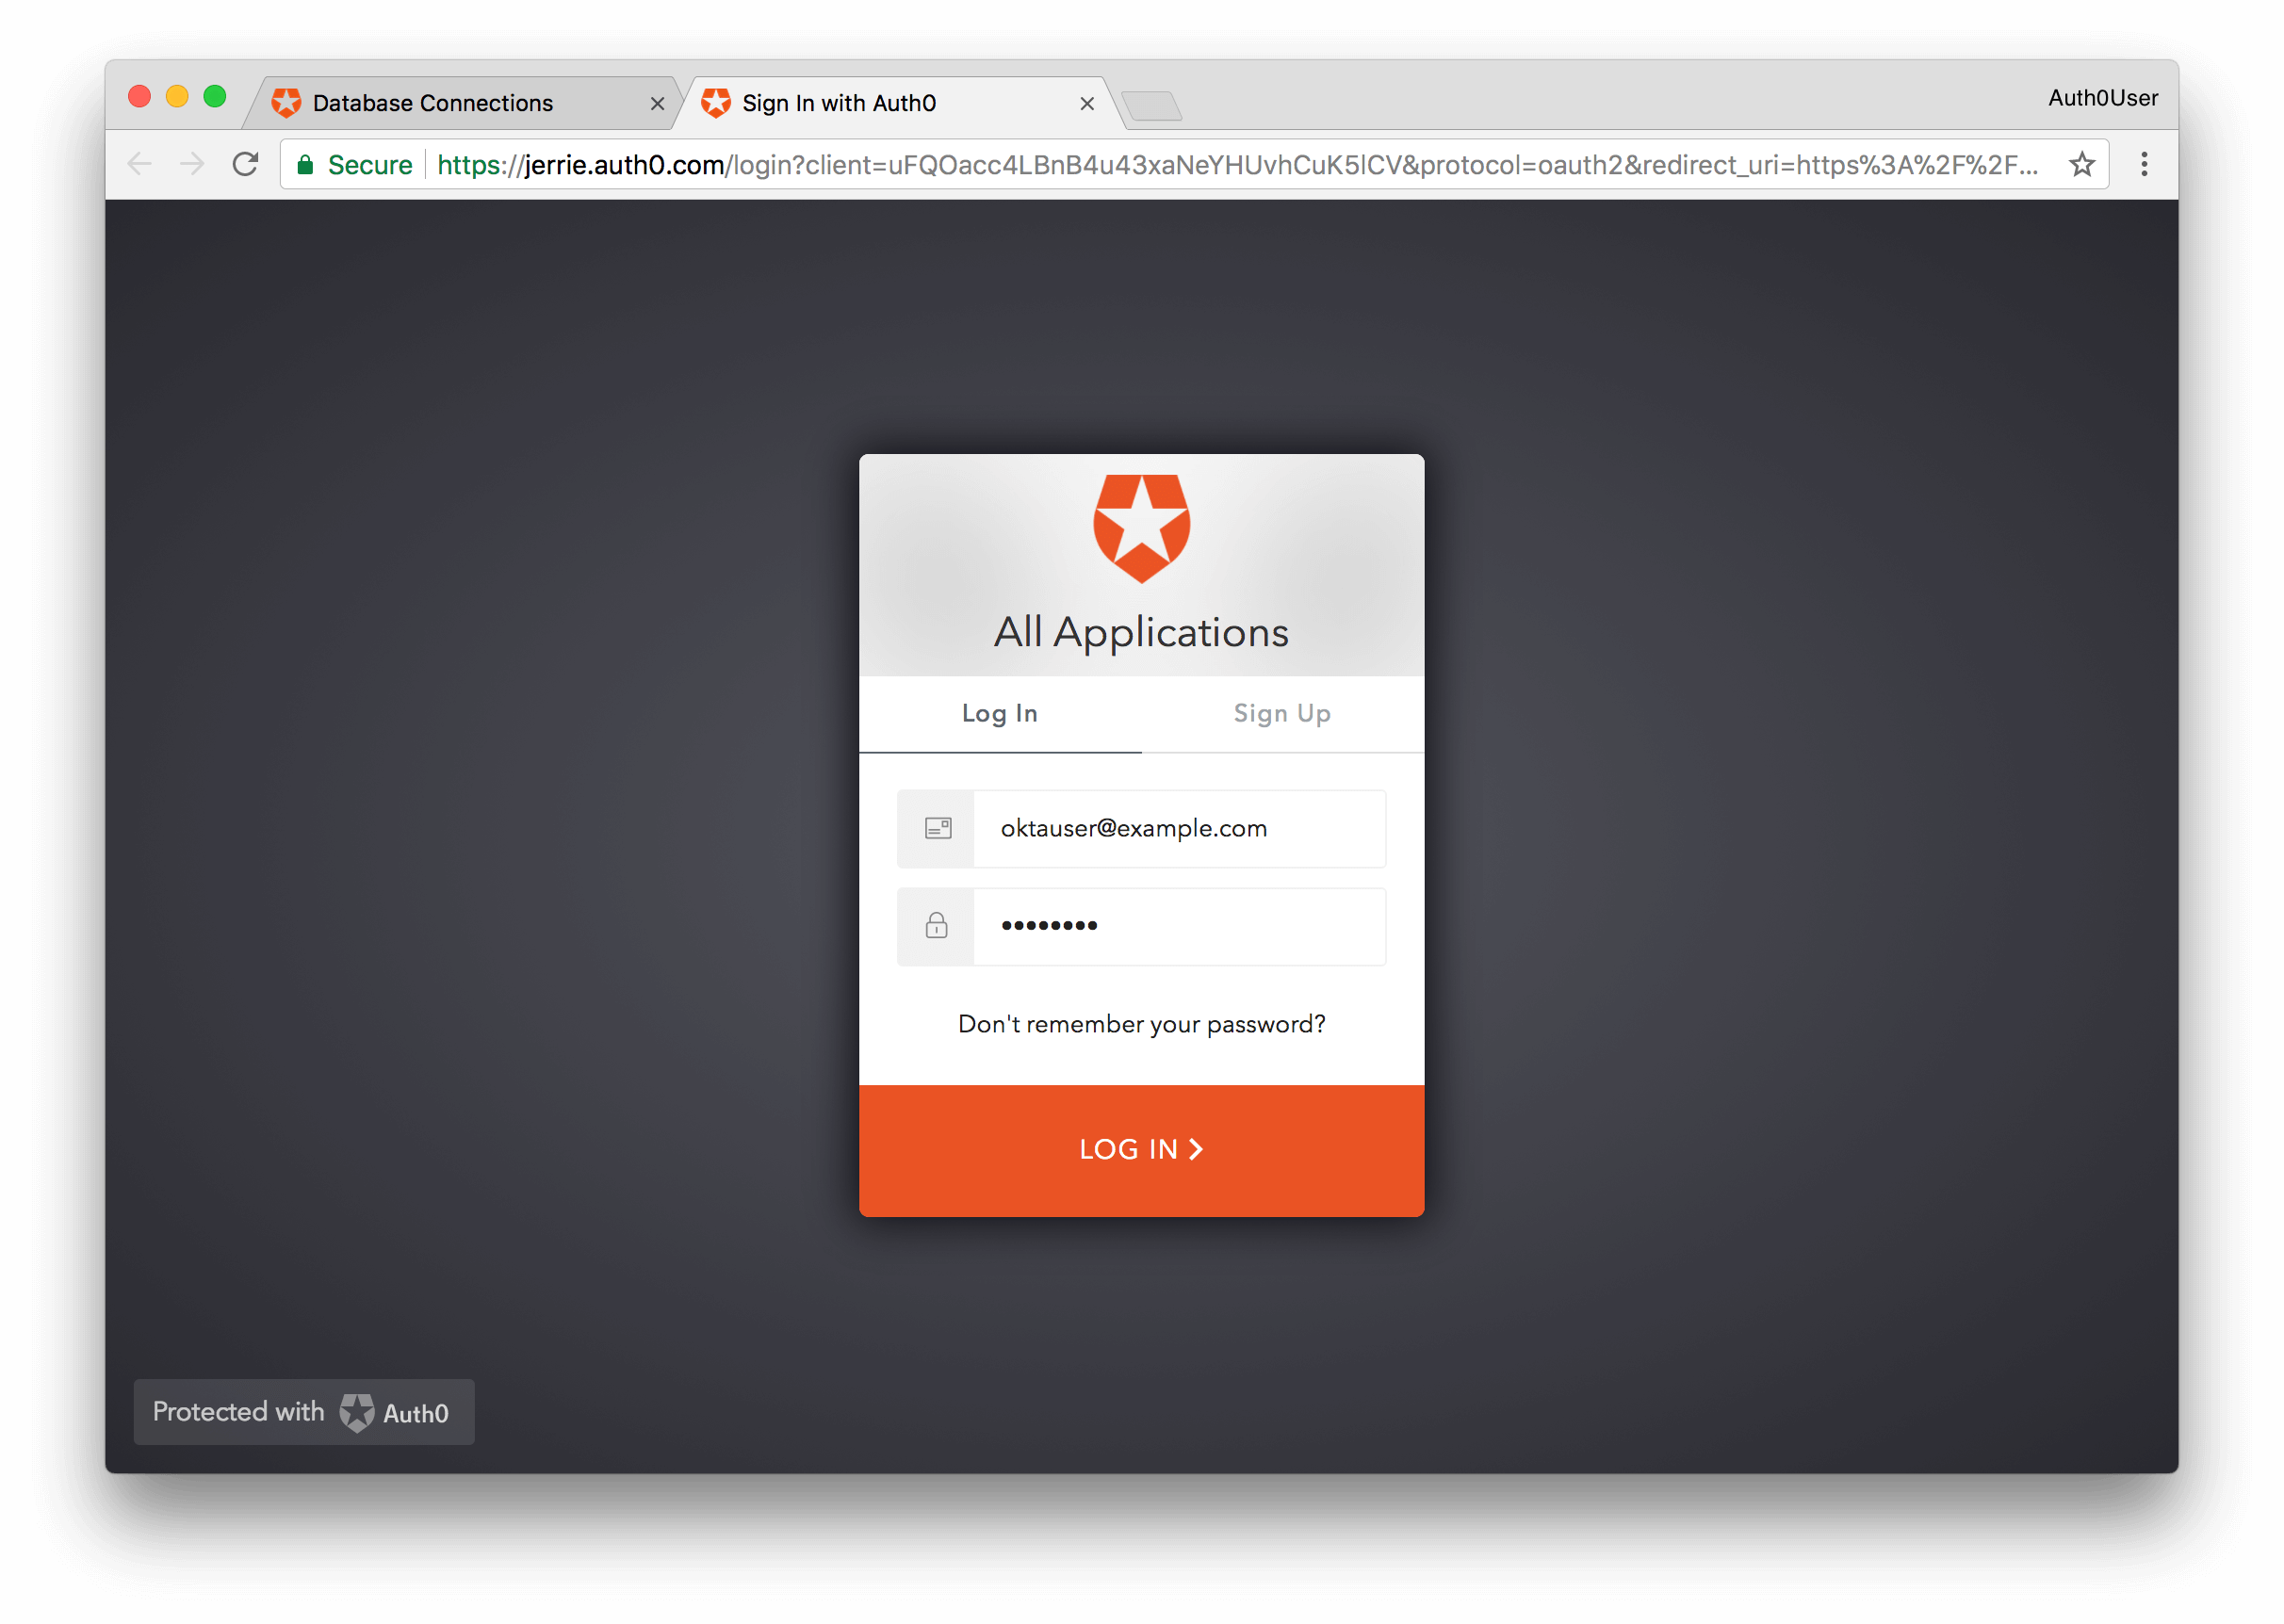 Database Connections
Sign In with Auth0
Auth0User
Secure https://jerrie.auth0.com/login?client=uFQOacc4LBnB4u43xaNeYHUvhCuK5lCV&protocol=oauth2&redirect_uri=https%3A%2F%2F...
All Applications
Log In
Sign Up
oktauser@example.com
••••••••
Don't remember your password?
LOG IN
Protected with Auth0